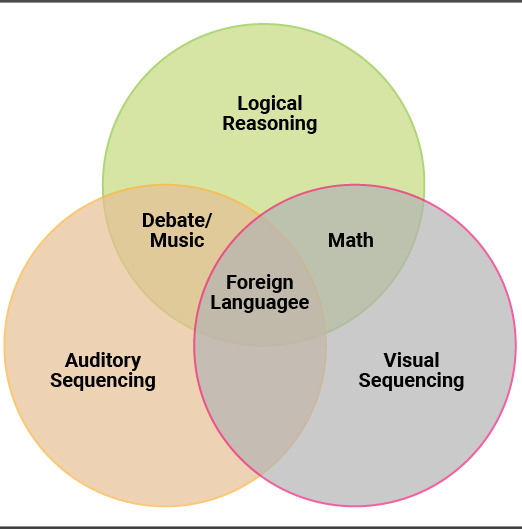 Logical
Reasoning
Debate/
Music
Math
Foreign
Languagee
Auditory
Sequencing
Visual
Sequencing